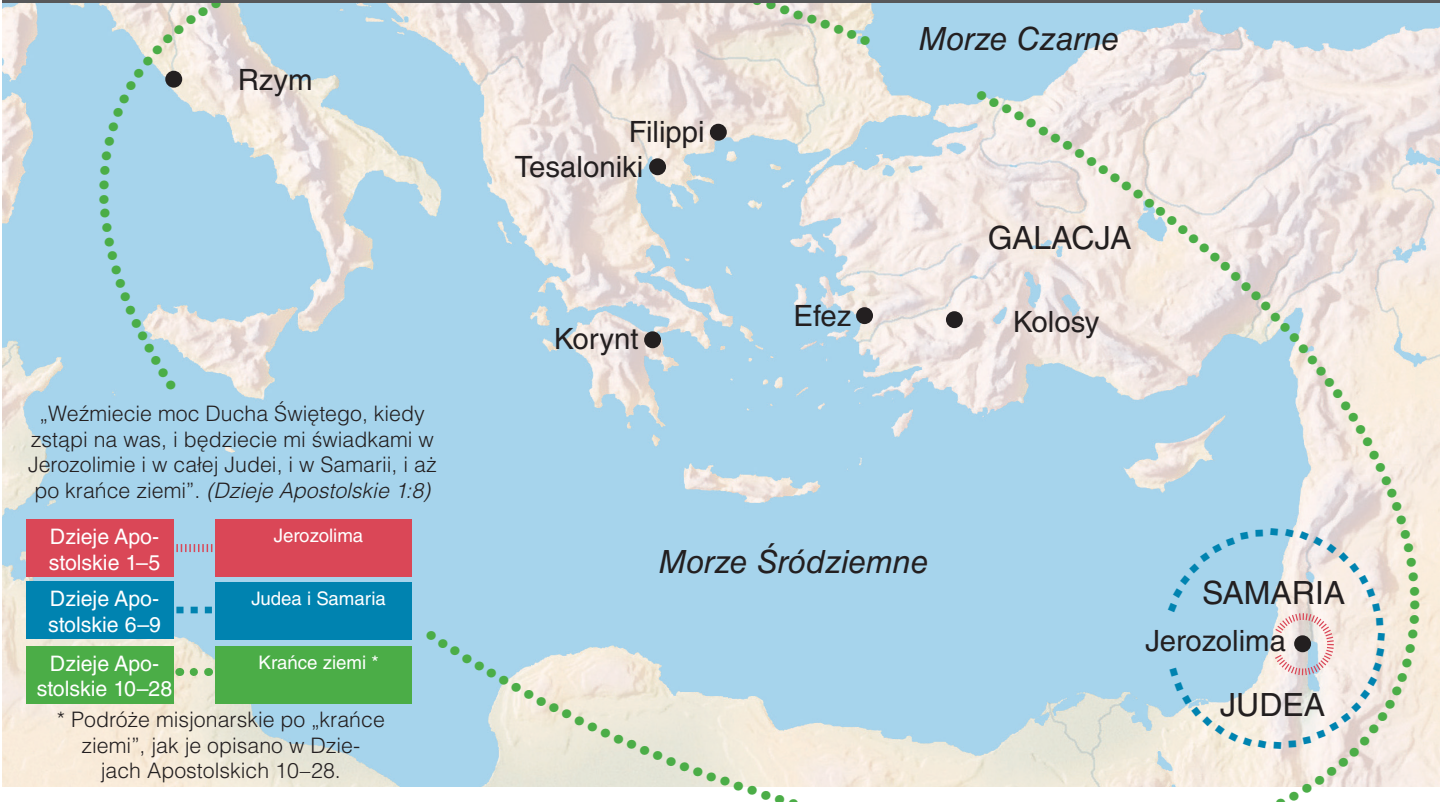 Morze Czarne
Rzym
Filippi
Tesaloniki
GALACJA
Efez
Kolosy
Korynt
„Weźmiecie moc Ducha Świętego, kiedy
zstąpi na was, i będziecie mi świadkami w
Jerozolimie i w całej Judei, i w Samarii, i aż
po krańce ziemi”. (Dzieje Apostolskie 1:8)
Dzieje Apo-
stolskie 1–5
Jerozolima
Dzieje Apo-
stolskie 6–9
Judea i Samaria
Dzieje Apo-
stolskie 10–28
Krańce ziemi *
* Podróże misjonarskie po „krańce
ziemi”, jak je opisano w Dzie-
jach Apostolskich 10–28.
Morze Śródziemne
SAMARIA
Jerozolima
JUDEA